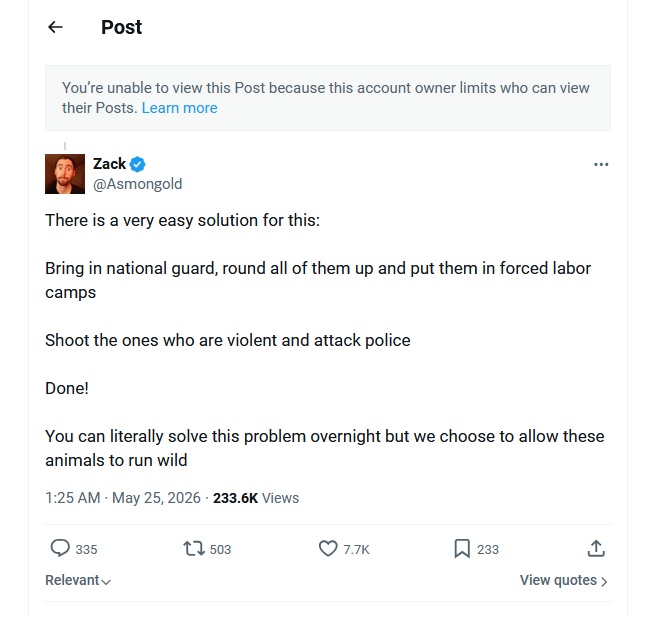 Post
You're unable to view this Post because this account owner limits who can view
their Posts. Learn more
Zack
@Asmongold
There is a very easy solution for this:
Bring in national guard, round all of them up and put them in forced labor
camps
Shoot the ones who are violent and attack police
Done!
You can literally solve this problem overnight but we choose to allow these
animals to run wild
1:25 AM · May 25, 2026 · 233.6K Views
335 503 7.7K 233
Relevant View quotes